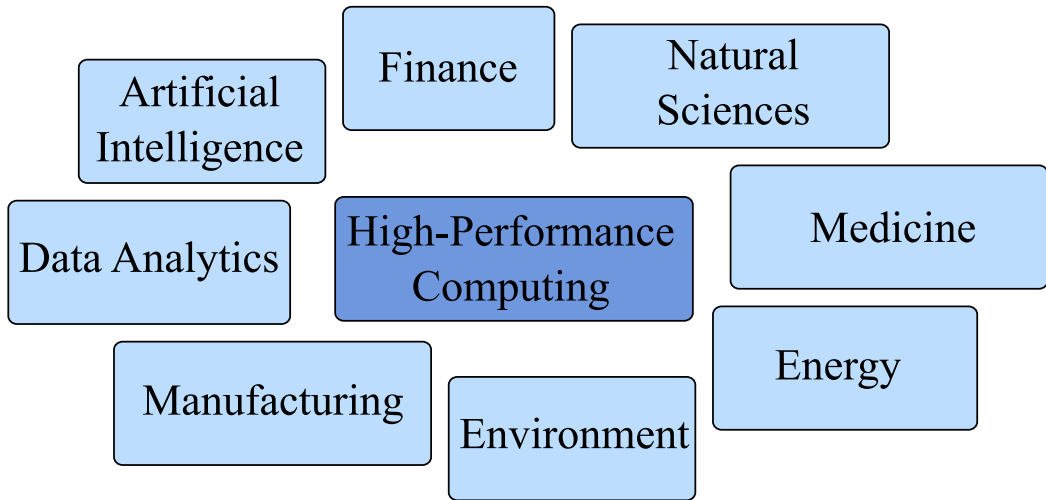 Finance
Natural
Sciences
Artificial
Intelligence
Medicine
High-Performance
Computing
Data Analytics
Energy
Manufacturing
Environment